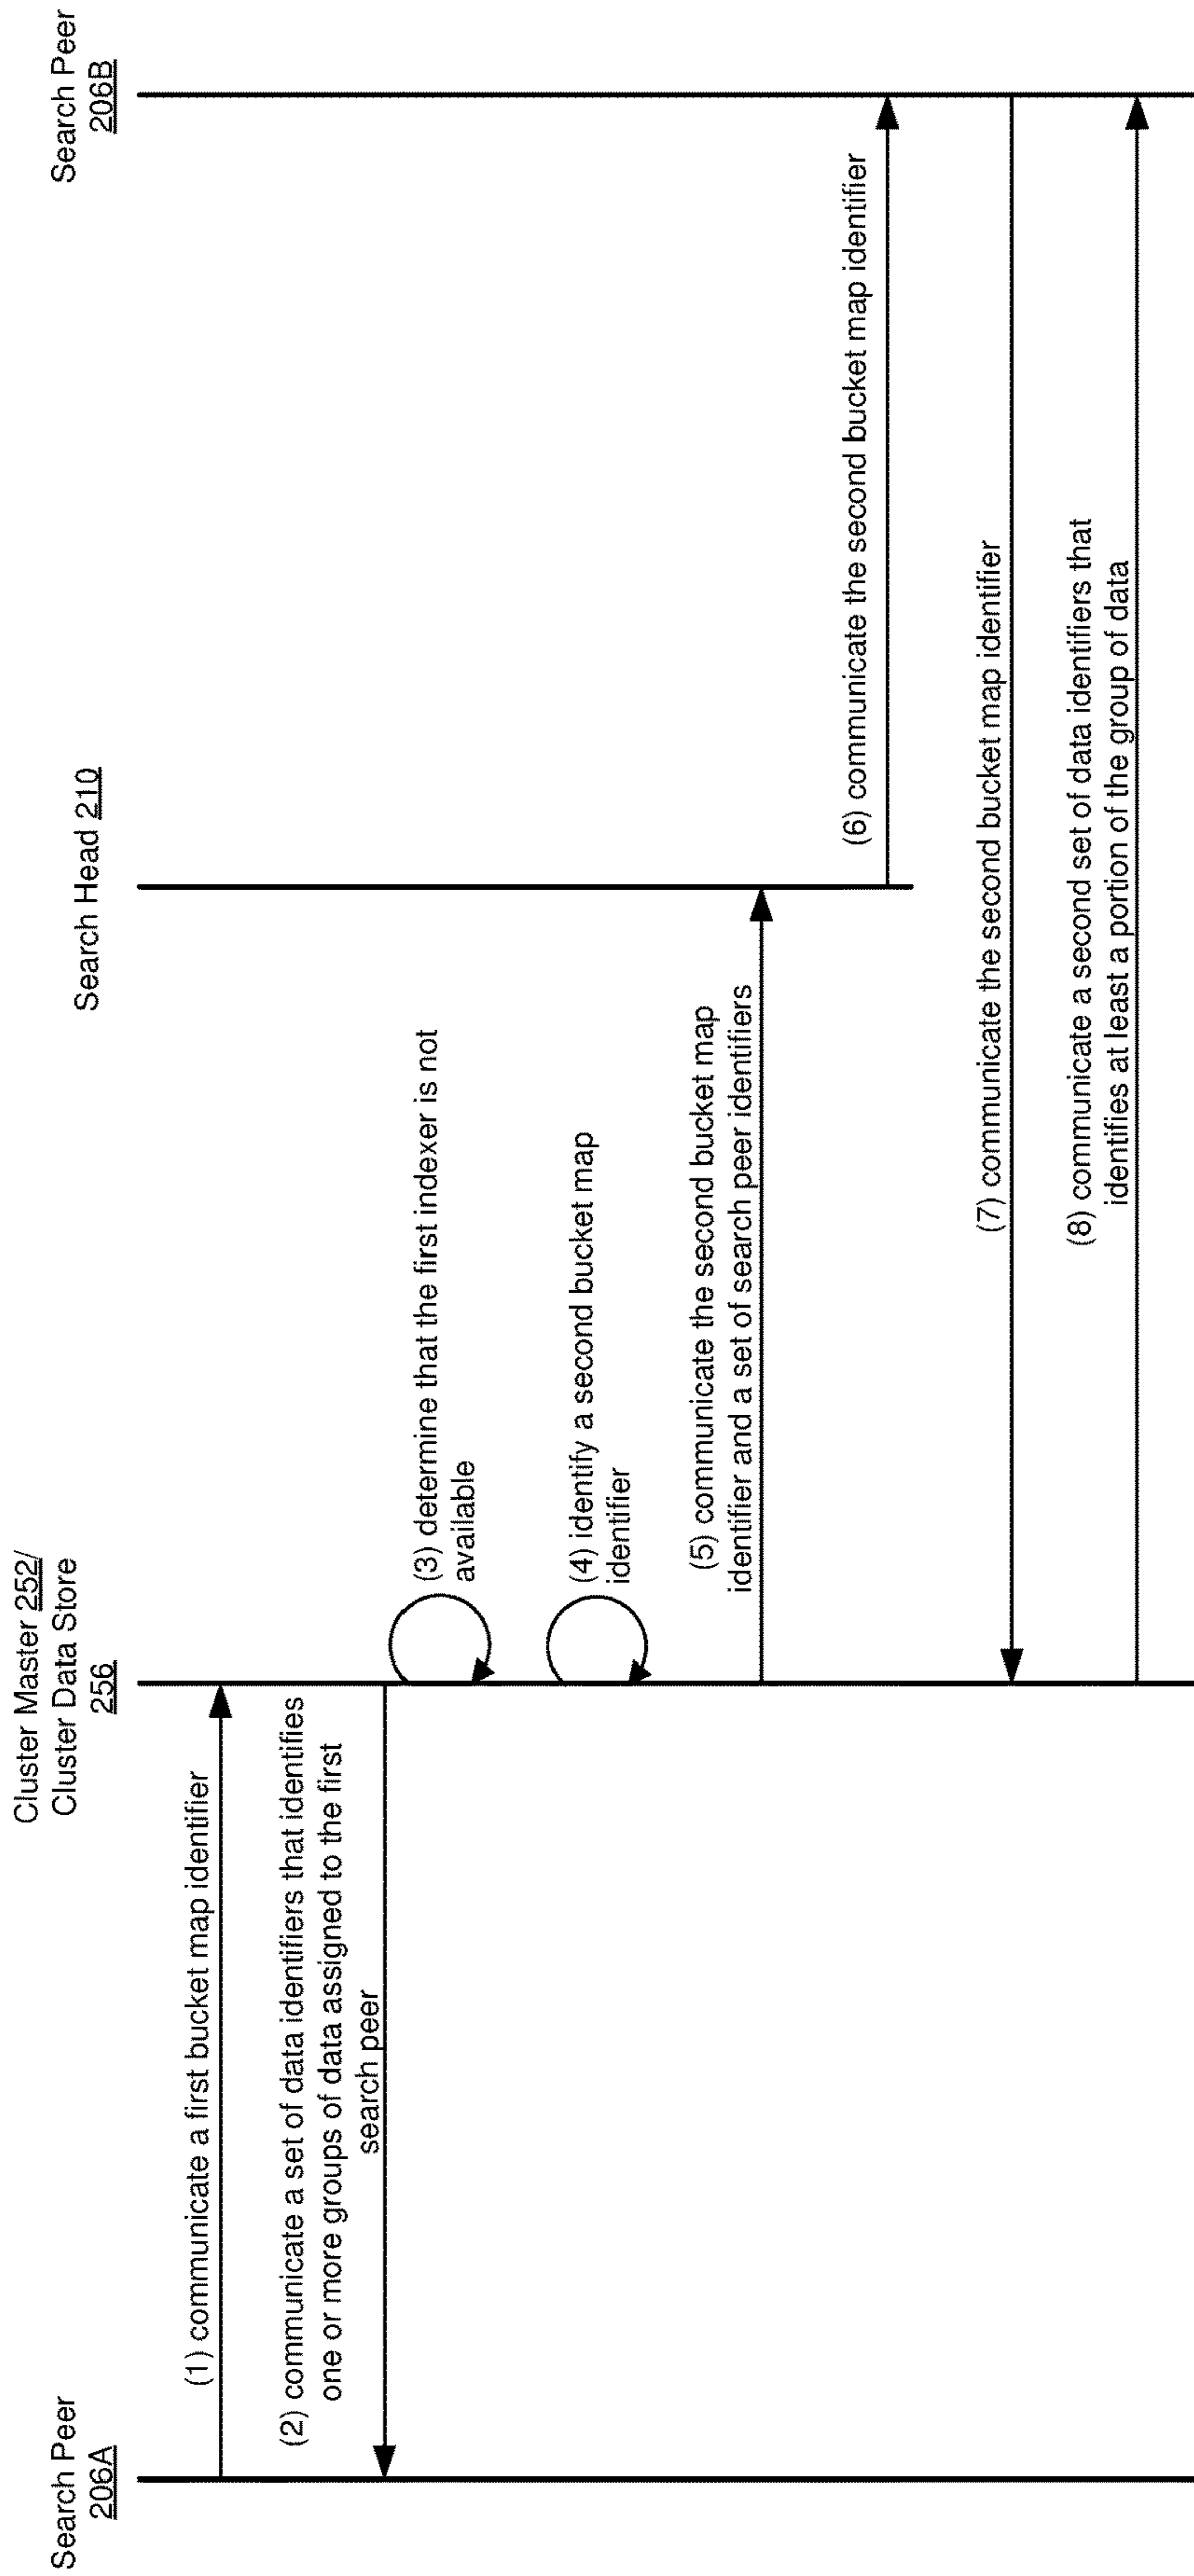 Search Peer
206A
Cluster Master 252/
Cluster Data Store
256
Search Head 210
Search Peer
206B
(1) communicate a first bucket map identifier
(2) communicate a set of data identifiers that identifies
one or more groups of data assigned to the first
search peer
(3) determine that the first indexer is not
available
(4) identify a second bucket map
identifier
(5) communicate the second bucket map
identifier and a set of search peer identifiers
(6) communicate the second bucket map identifier
(7) communicate the second bucket map identifier
(8) communicate a second set of data identifiers that
identifies at least a portion of the group of data